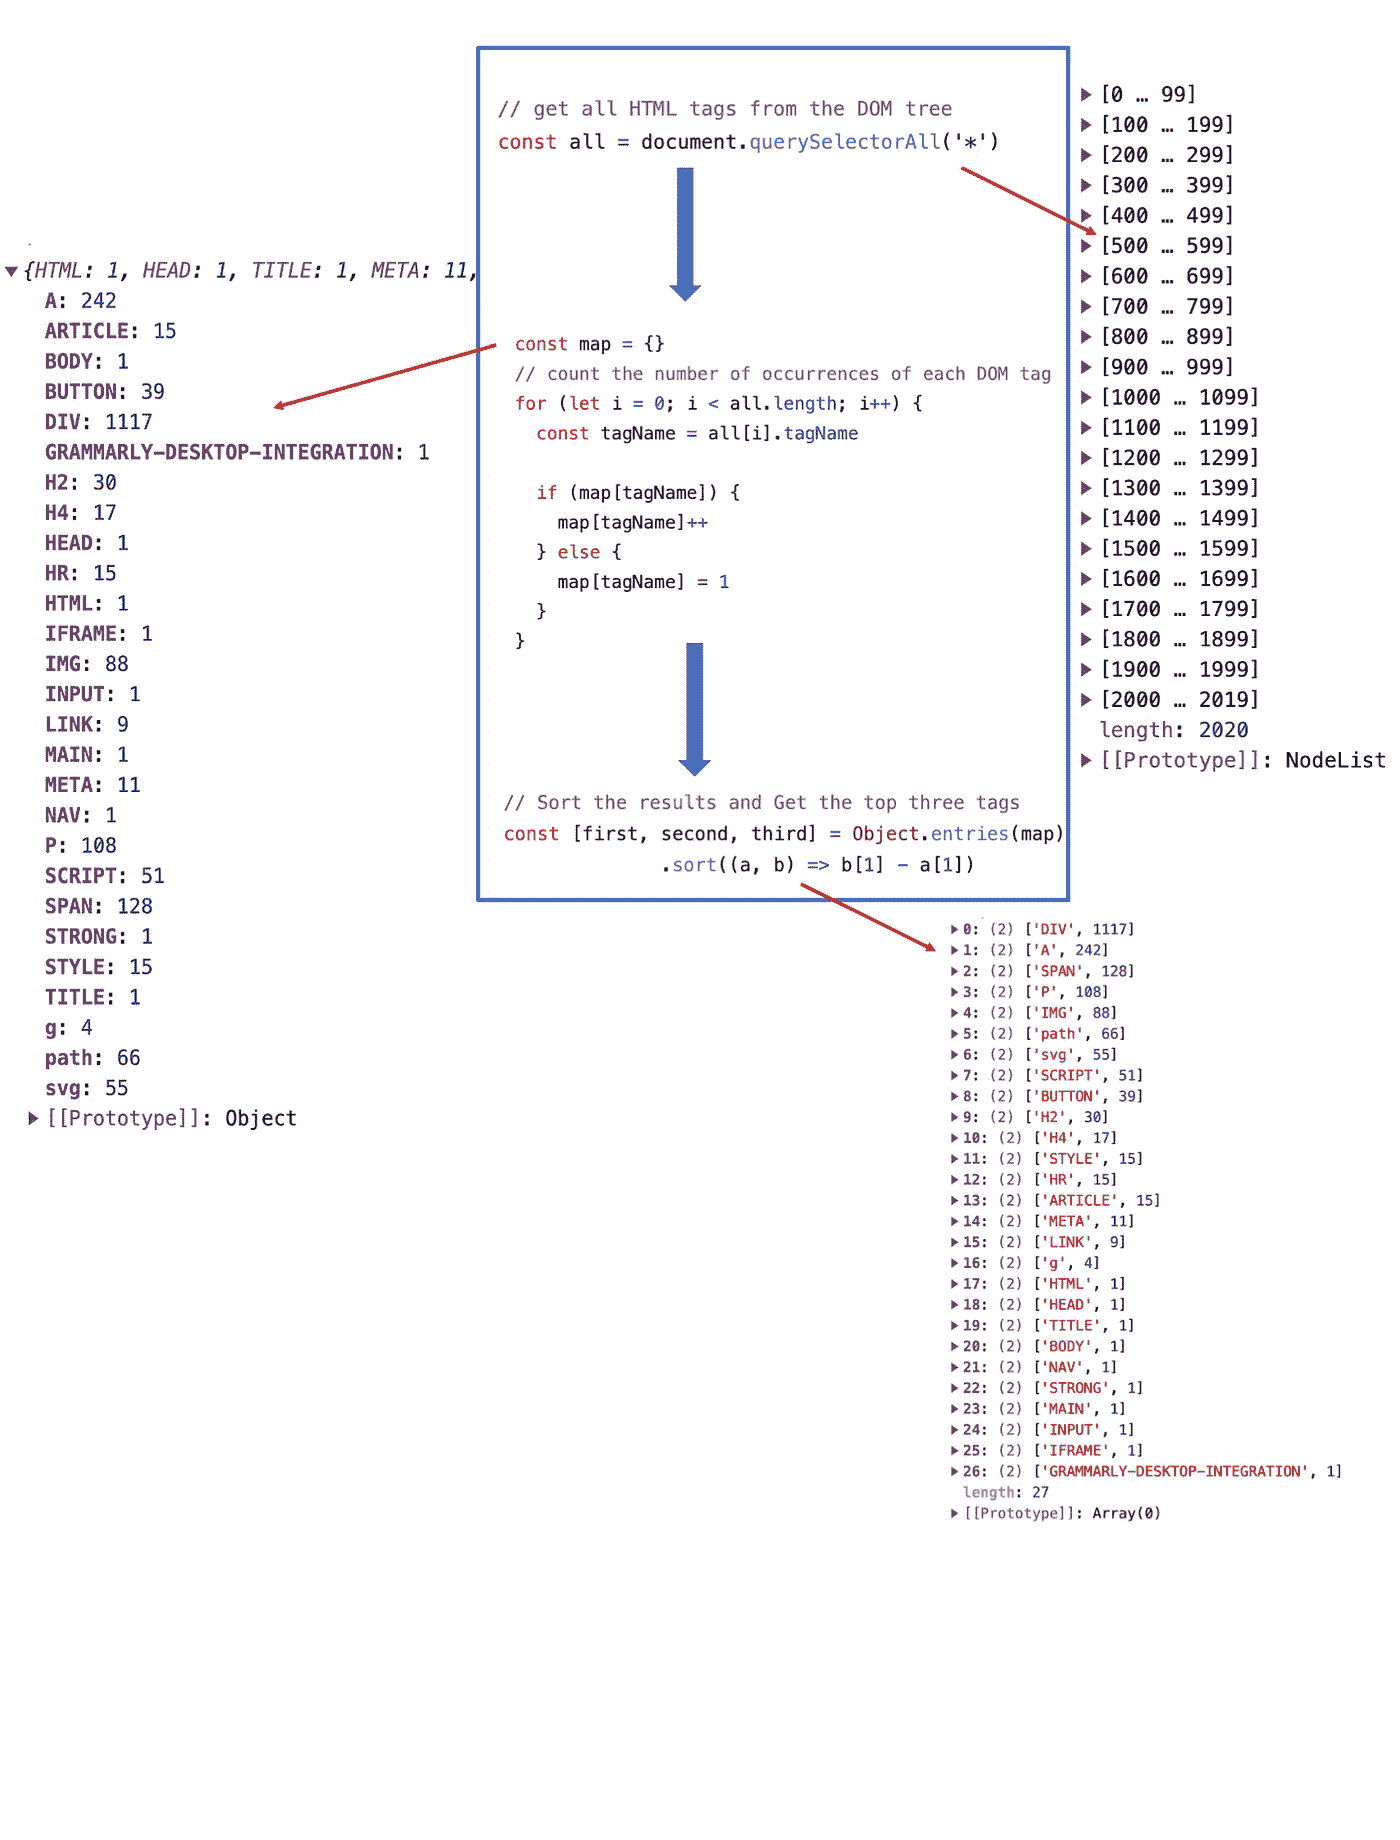 // get all HTML tags from the DOM tree
const all = document.querySelectorAll('*')
const map = {}
// count the number of occurrences of each DOM tag
for (let i = 0; i < all.length; i++) {
const tagName = all[i].tagName
if (map[tagName]) {
map[tagName]++
} else {
map[tagName] = 1
}
}
// Sort the results and Get the top three tags
const [first, second, third] = Object.entries(map)
.sort((a, b) => b[1] - a[1])
[0 … 99]
[100 … 199]
[200 … 299]
[300 … 399]
[400 … 499]
[500 … 599]
[600 … 699]
[700 … 799]
[800 … 899]
[900 … 999]
[1000 … 1099]
[1100 … 1199]
[1200 … 1299]
[1300 … 1399]
[1400 … 1499]
[1500 … 1599]
[1600 … 1699]
[1700 … 1799]
[1800 … 1899]
[1900 … 1999]
[2000 … 2019]
length: 2020
[[Prototype]]: NodeList
{HTML: 1, HEAD: 1, TITLE: 1, META: 11,
A: 242
ARTICLE: 15
BODY: 1
BUTTON: 39
DIV: 1117
GRAMMARLY-DESKTOP-INTEGRATION: 1
H2: 30
H4: 17
HEAD: 1
HR: 15
HTML: 1
IFRAME: 1
IMG: 88
INPUT: 1
LINK: 9
MAIN: 1
META: 11
NAV: 1
P: 108
SCRIPT: 51
SPAN: 128
STRONG: 1
STYLE: 15
TITLE: 1
g: 4
path: 66
svg: 55
[[Prototype]]: Object
0: (2) ['DIV', 1117]
1: (2) ['A', 242]
2: (2) ['SPAN', 128]
3: (2) ['P', 108]
4: (2) ['IMG', 88]
5: (2) ['path', 66]
6: (2) ['svg', 55]
7: (2) ['SCRIPT', 51]
8: (2) ['BUTTON', 39]
9: (2) ['H2', 30]
10: (2) ['H4', 17]
11: (2) ['STYLE', 15]
12: (2) ['HR', 15]
13: (2) ['ARTICLE', 15]
14: (2) ['META', 11]
15: (2) ['LINK', 9]
16: (2) ['g', 4]
17: (2) ['HTML', 1]
18: (2) ['HEAD', 1]
19: (2) ['TITLE', 1]
20: (2) ['BODY', 1]
21: (2) ['NAV', 1]
22: (2) ['STRONG', 1]
23: (2) ['MAIN', 1]
24: (2) ['INPUT', 1]
25: (2) ['IFRAME', 1]
26: (2) ['GRAMMARLY-DESKTOP-INTEGRATION', 1]
length: 27
[[Prototype]]: Array(0)